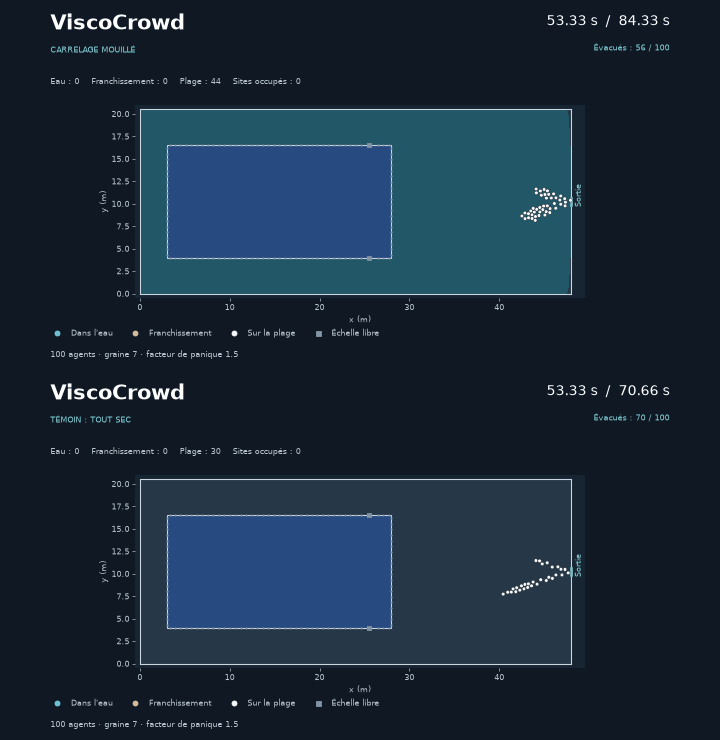 ViscoCrowd
53.33 s / 84.33 s
CARRELAGE MOUILLÉ
Évacués : 56 / 100
Eau : 0 Franchissement : 0 Plage : 44 Sites occupés : 0
20.0
17.5
15.0
12.5
10.0
7.5
5.0
2.5
0.0
y (m)
Sortie
0 10 20 30 40
x (m)
Dans l'eau Franchissement Sur la plage Échelle libre
100 agents · graine 7 · facteur de panique 1.5
ViscoCrowd
53.33 s / 70.66 s
TÉMOIN : TOUT SEC
Évacués : 70 / 100
Eau : 0 Franchissement : 0 Plage : 30 Sites occupés : 0
20.0
17.5
15.0
12.5
10.0
7.5
5.0
2.5
0.0
y (m)
Sortie
0 10 20 30 40
x (m)
Dans l'eau Franchissement Sur la plage Échelle libre
100 agents · graine 7 · facteur de panique 1.5